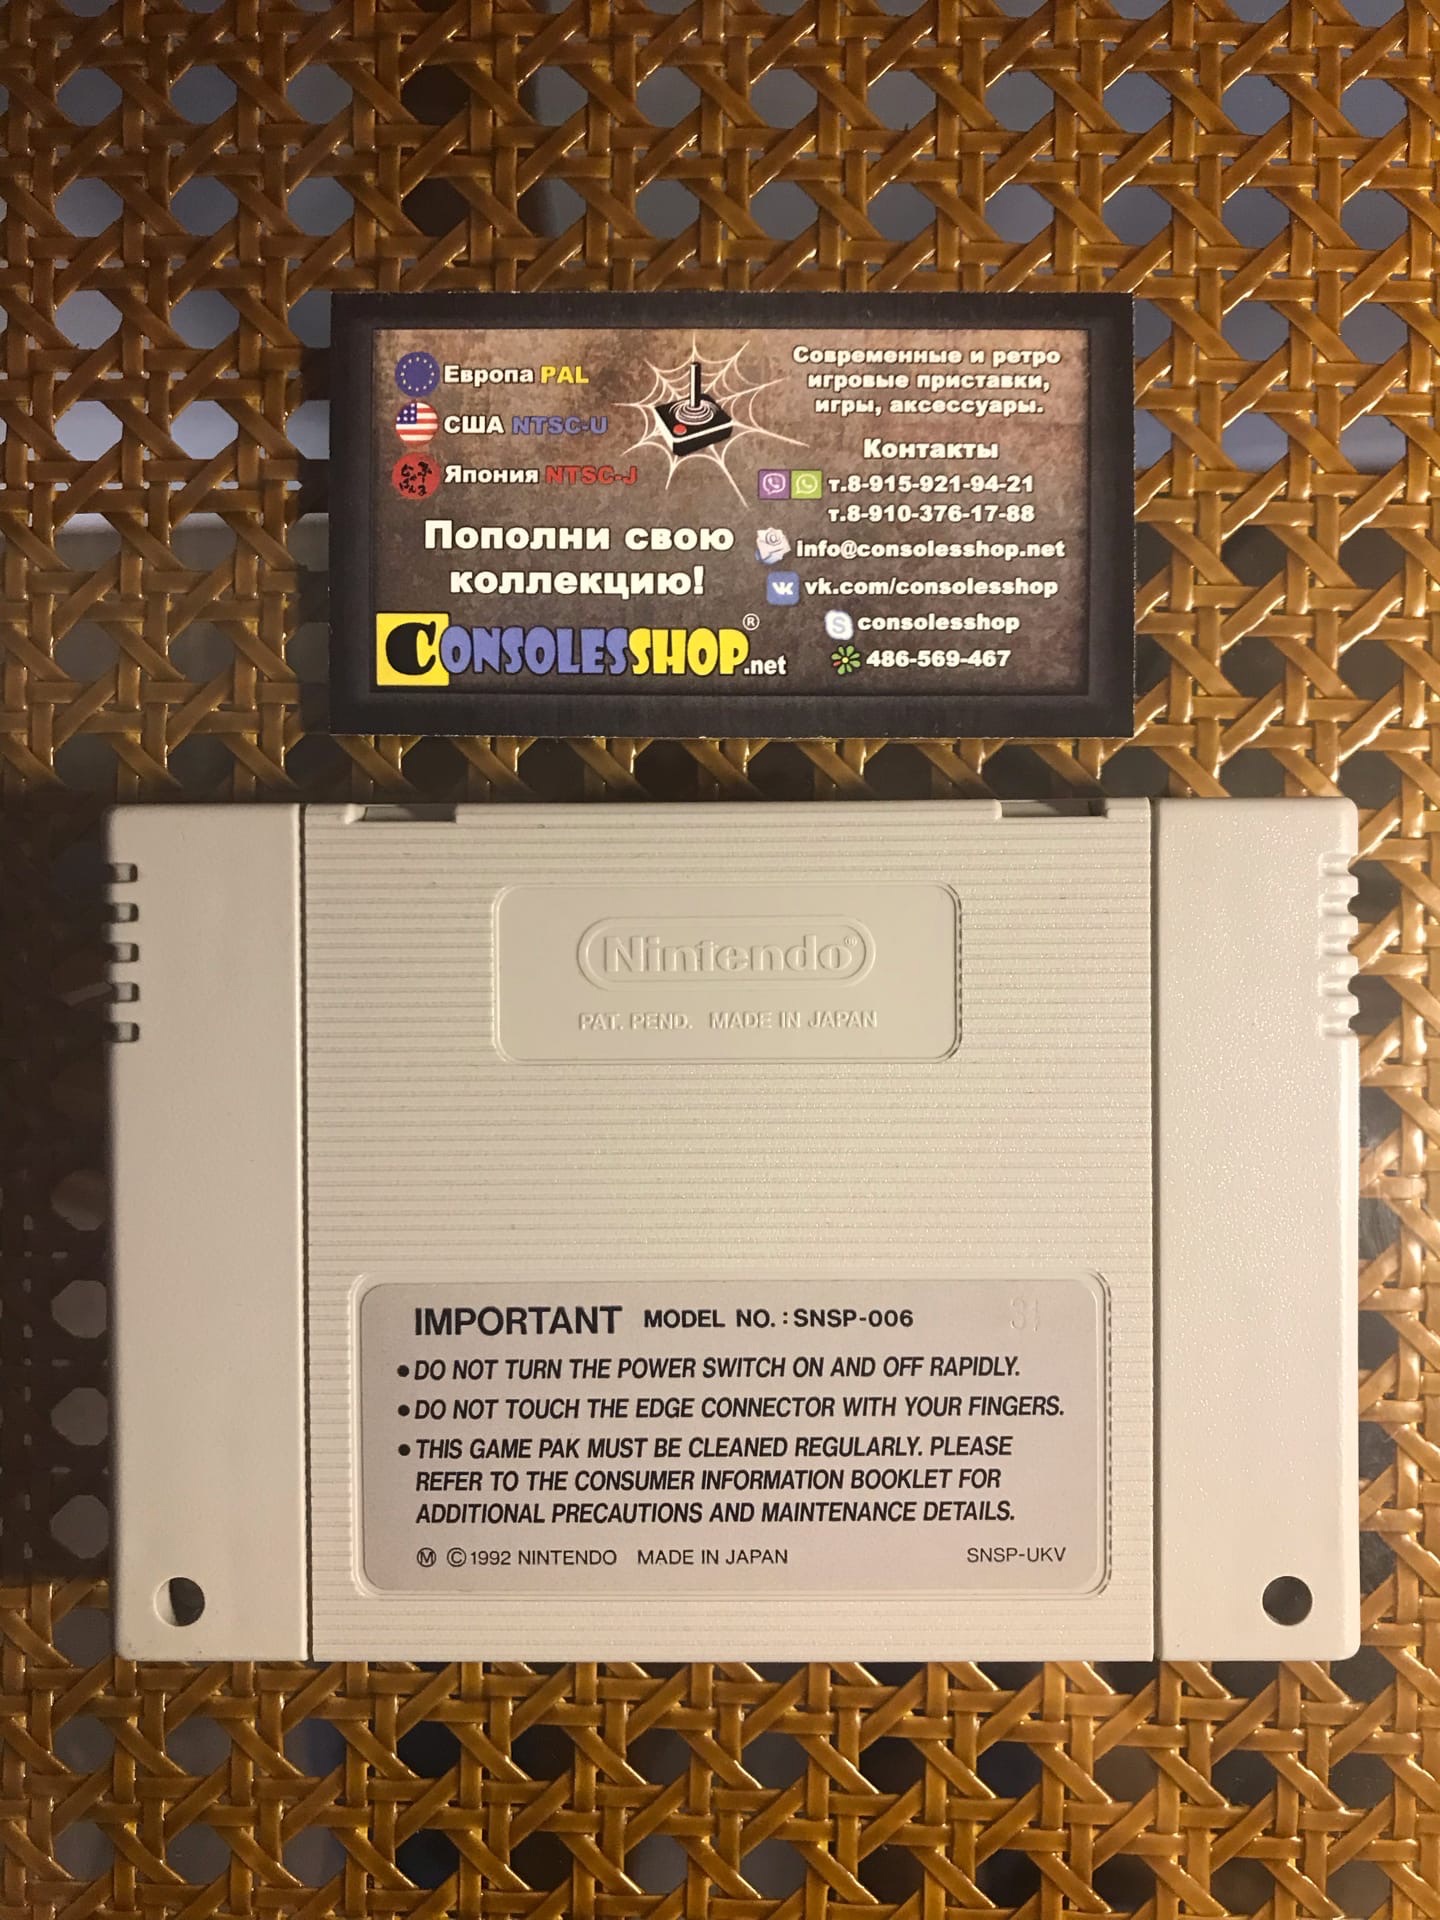 Европа PAL
США NTSC-U
Япония NTSC-J
Пополни свою
коллекцию!
CONSOLESSHOP.net ®
Современные и ретро
игровые приставки,
игры, аксессуары.
Контакты
т.8-915-921-94-21
т.8-910-376-17-88
info@consolesshop.net
vk.com/consolesshop
consolesshop
486-569-467
Nintendo®
PAT. PEND. MADE IN JAPAN
IMPORTANT MODEL NO.: SNSP-006 31
•DO NOT TURN THE POWER SWITCH ON AND OFF RAPIDLY.
•DO NOT TOUCH THE EDGE CONNECTOR WITH YOUR FINGERS.
•THIS GAME PAK MUST BE CLEANED REGULARLY. PLEASE
REFER TO THE CONSUMER INFORMATION BOOKLET FOR
ADDITIONAL PRECAUTIONS AND MAINTENANCE DETAILS.
Ⓜ ©1992 NINTENDO MADE IN JAPAN SNSP-UKV